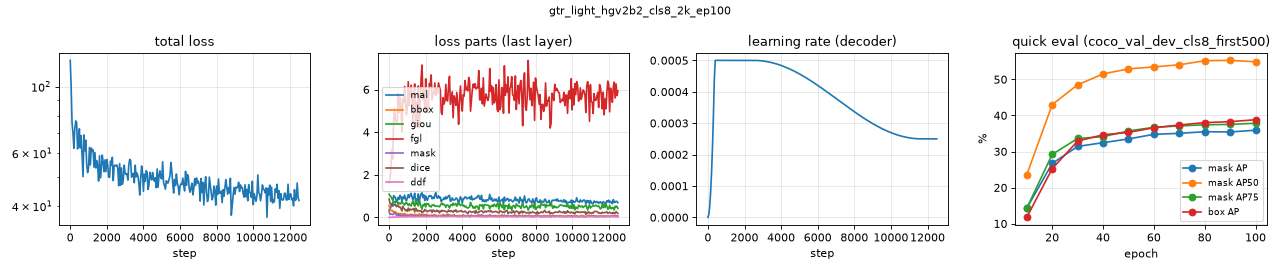 gtr_light_hgv2b2_cls8_2k_ep100
total loss
10²
6 × 10¹
4 × 10¹
0 2000 4000 6000 8000 10000 12000
step
loss parts (last layer)
6
4
2
0
mal
bbox
giou
fgl
mask
dice
ddf
0 2000 4000 6000 8000 10000 12000
step
learning rate (decoder)
0.0005
0.0004
0.0003
0.0002
0.0001
0.0000
0 2000 4000 6000 8000 10000 12000
step
quick eval (coco_val_dev_cls8_first500)
%
50
40
30
20
10
mask AP
mask AP50
mask AP75
box AP
20 40 60 80 100
epoch